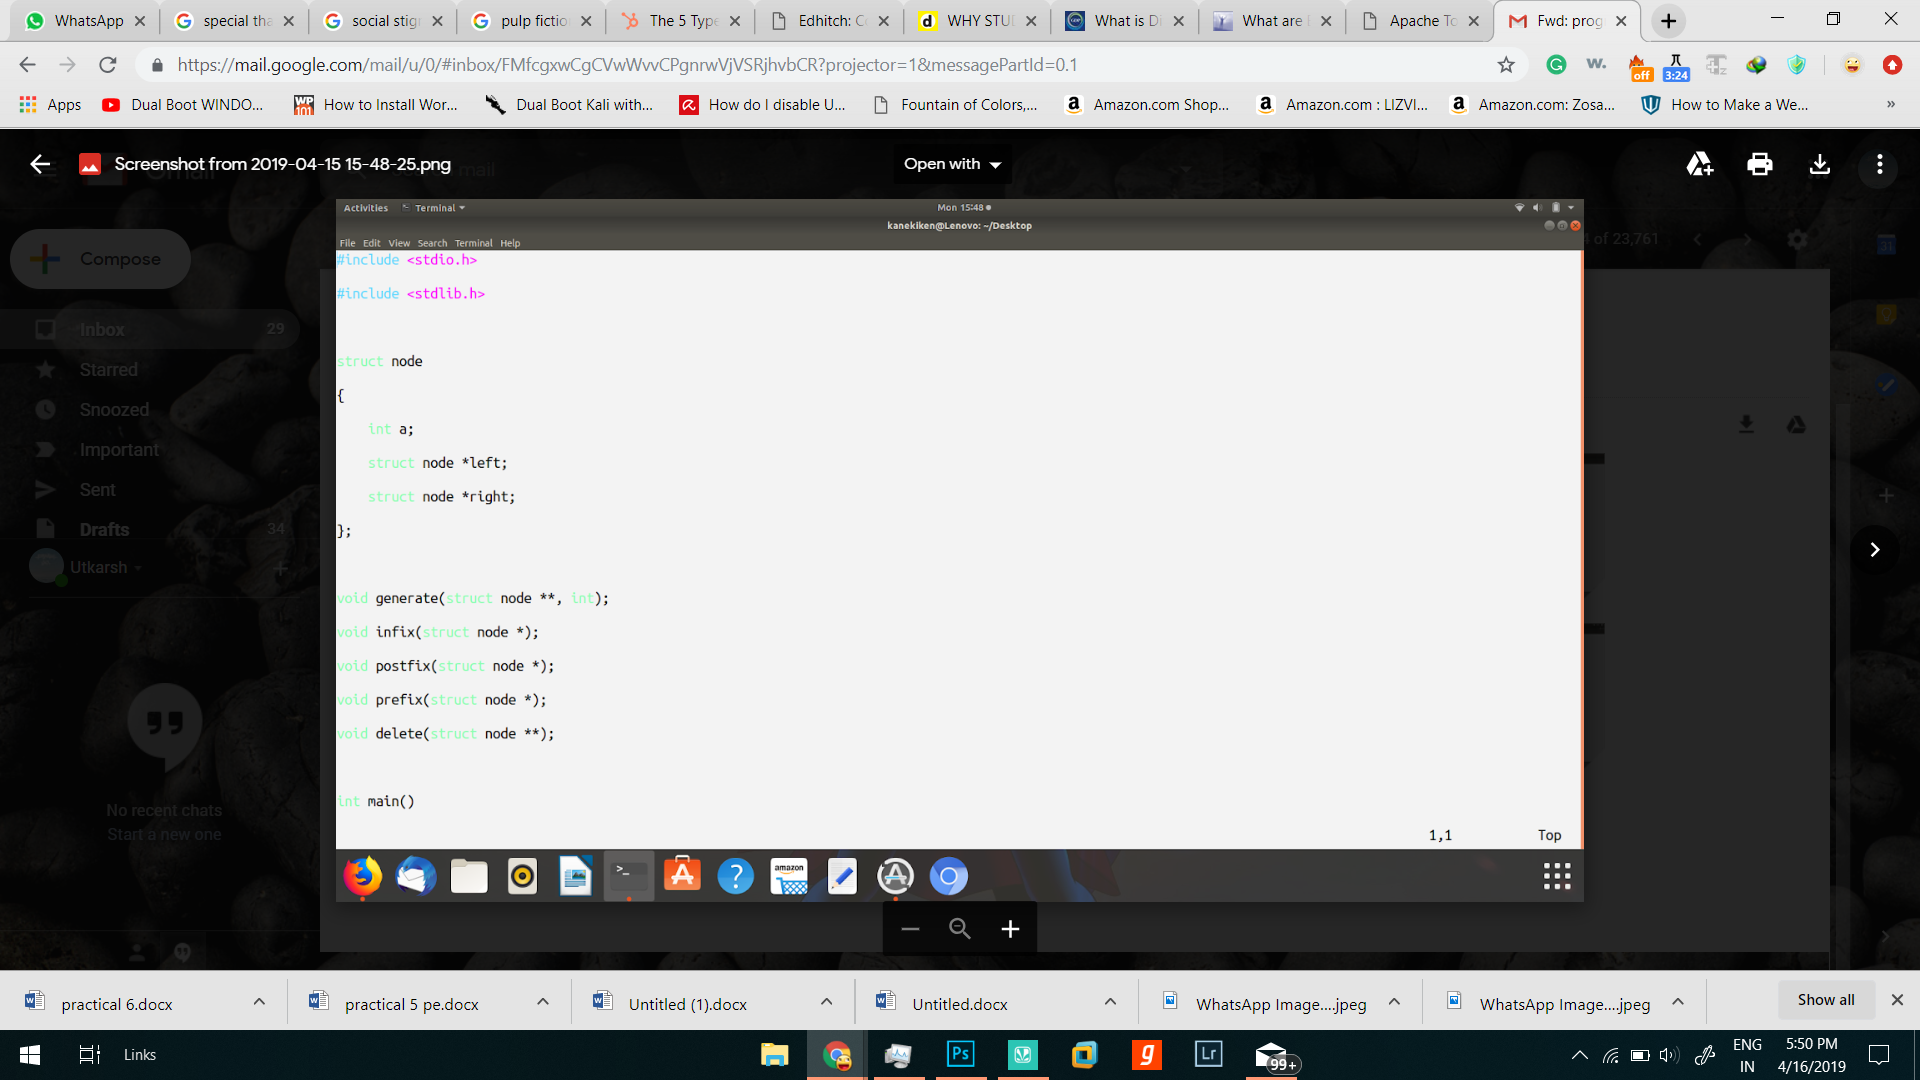 WhatsApp
special tha
social stig
pulp fictio
The 5 Type
Edhitch: C
WHY STU
What is Di
What are
Apache To
Fwd: prog
https://mail.google.com/mail/u/0/#inbox/FMfcgxwCgCVwWvvCPgnrwVjVSRjhvbCR?projector=1&messagePartId=0.1
off
3:24
Apps
Dual Boot WINDO...
How to Install Wor...
Dual Boot Kali with...
How do I disable U...
Fountain of Colors,...
Amazon.com Shop...
Amazon.com : LIZVI...
Amazon.com: Zosa...
How to Make a We...
»
Screenshot from 2019-04-15 15-48-25.png
Open with
Activities
Terminal
Mon 15:48
kanekiken@Lenovo: ~/Desktop
File Edit View Search Terminal Help
of 23,761
Compose
Inbox 29
Starred
Snoozed
Important
Sent
Drafts 34
Utkarsh
No recent chats
Start a new one
#include <stdio.h>
#include <stdlib.h>
struct node
{
int a;
struct node *left;
struct node *right;
};
void generate(struct node **, int);
void infix(struct node *);
void postfix(struct node *);
void prefix(struct node *);
void delete(struct node **);
int main()
1,1 Top
amazon
practical 6.docx
practical 5 pe.docx
Untitled (1).docx
Untitled.docx
WhatsApp Image....jpeg
WhatsApp Image....jpeg
Show all
Links
Ps
g
Lr
99+
ENG
IN
5:50 PM
4/16/2019